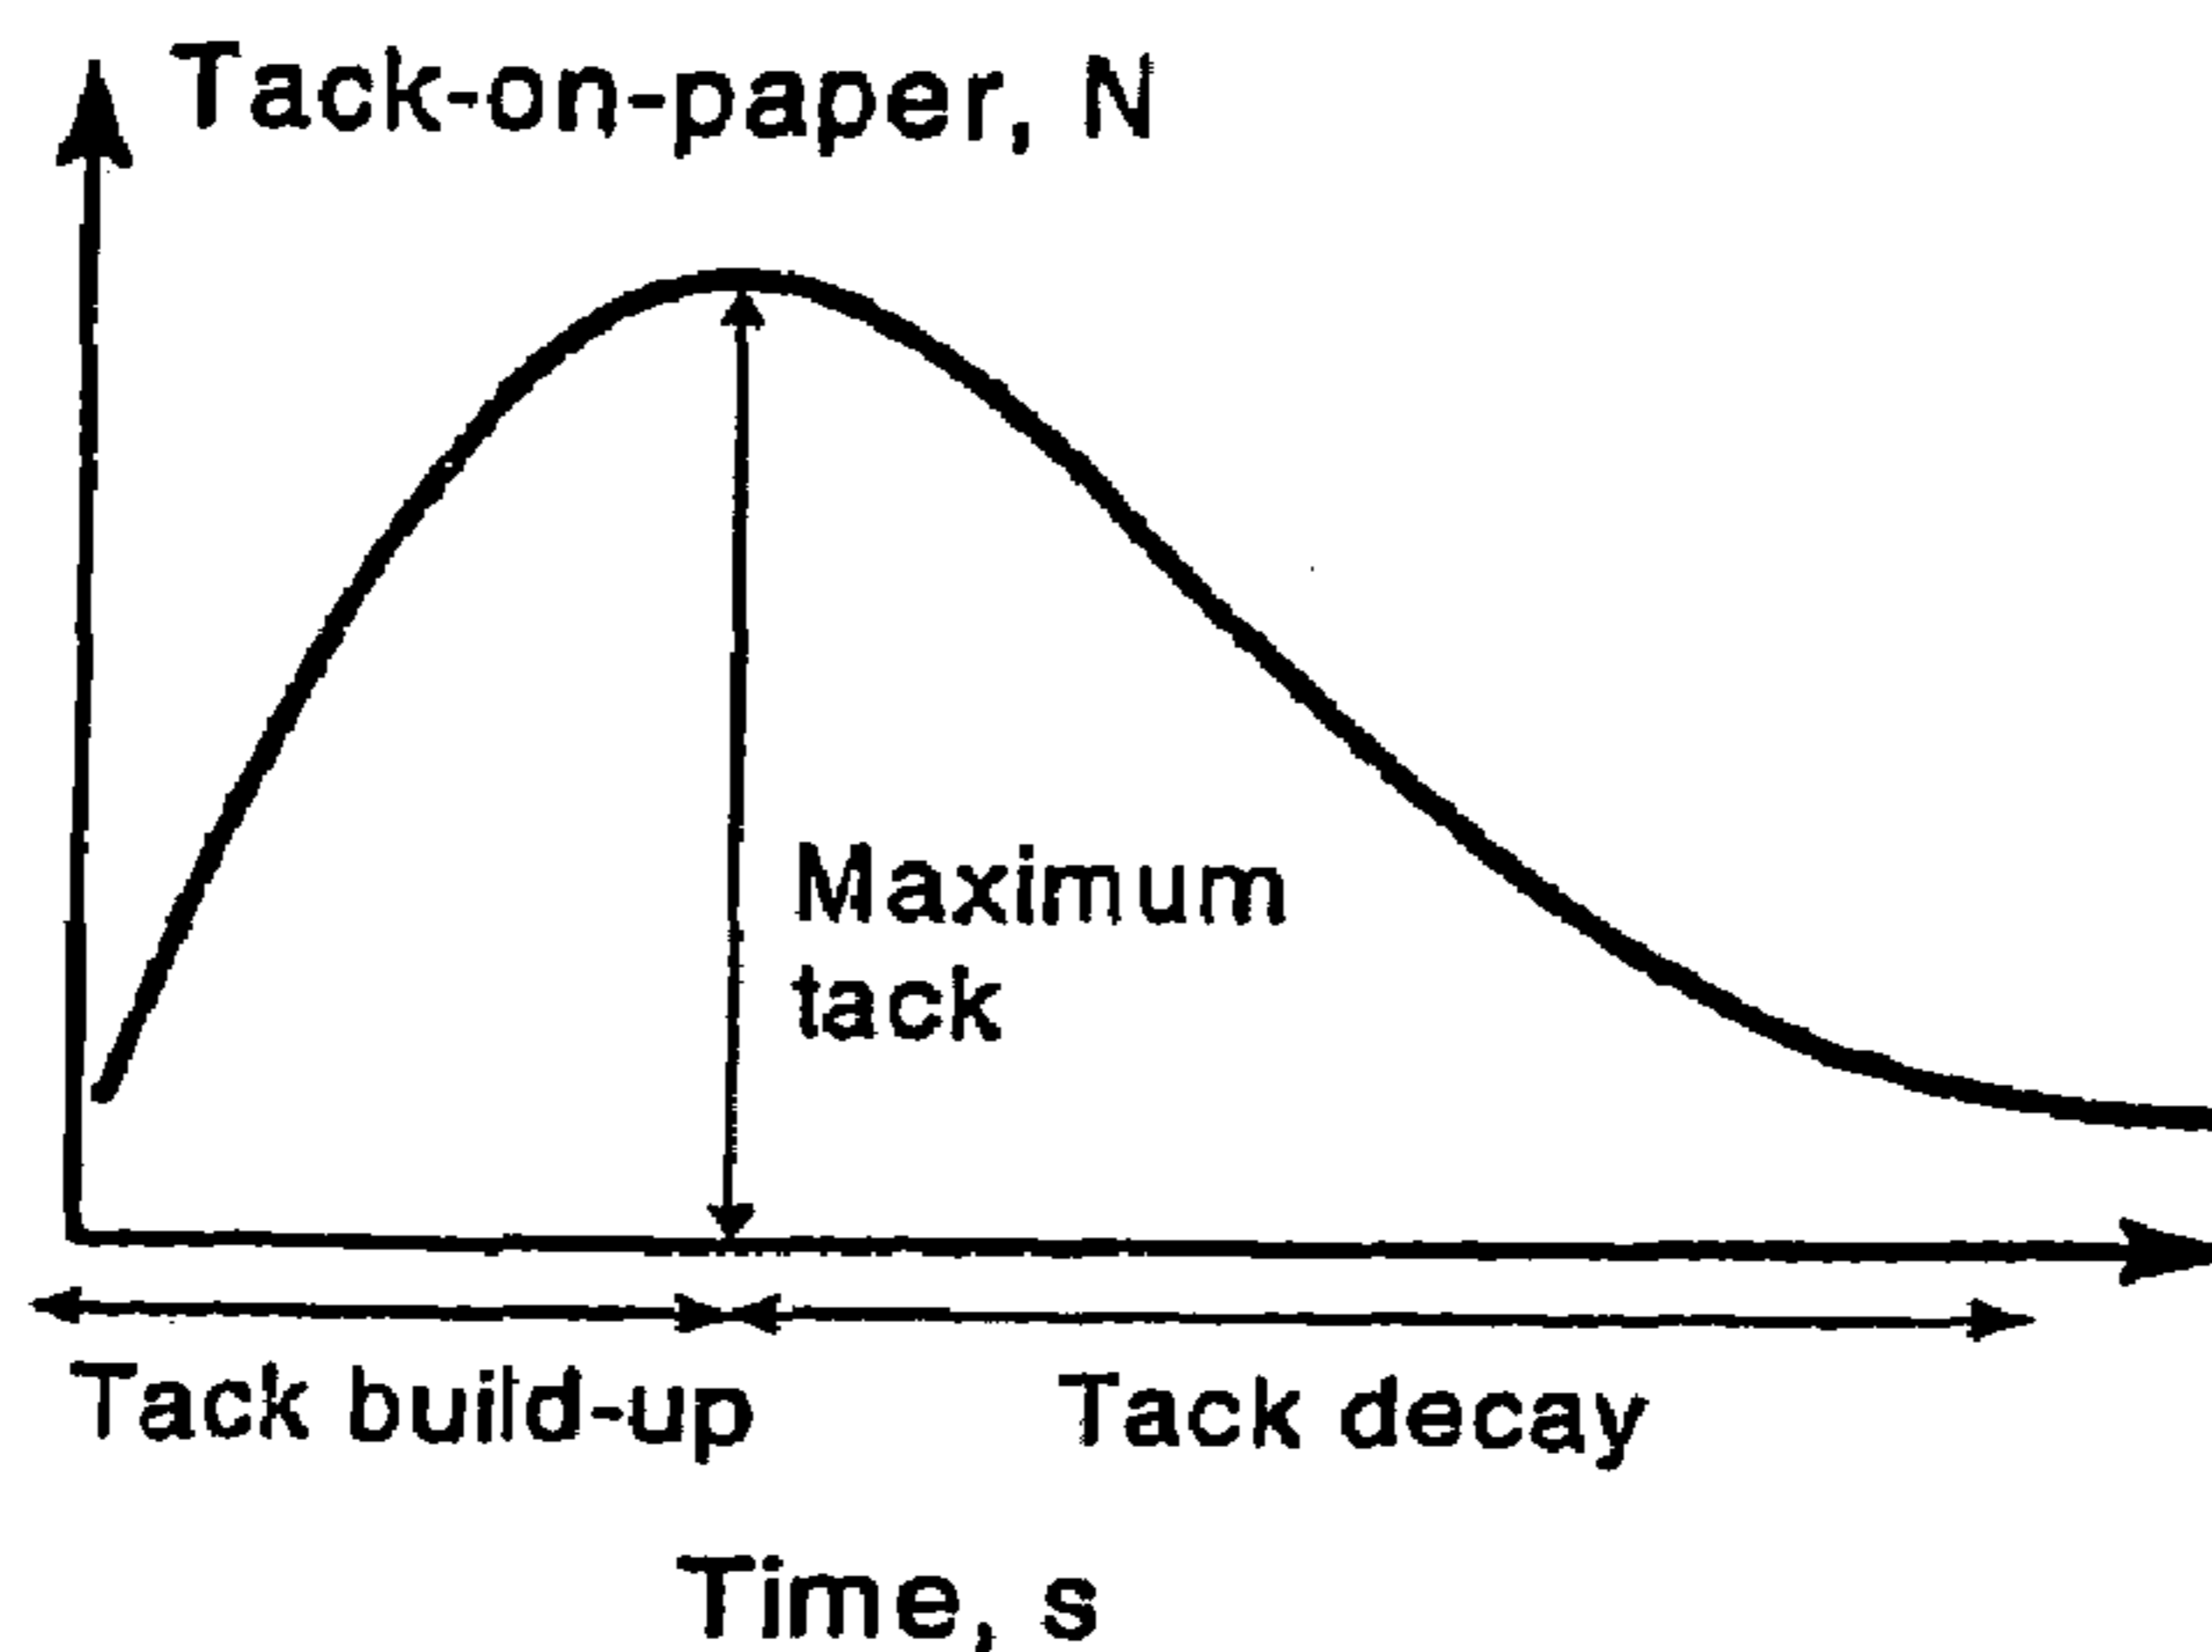 Tack-on-paper, N
Maximum
tack
Tack build-up
Tack decay
Time, s